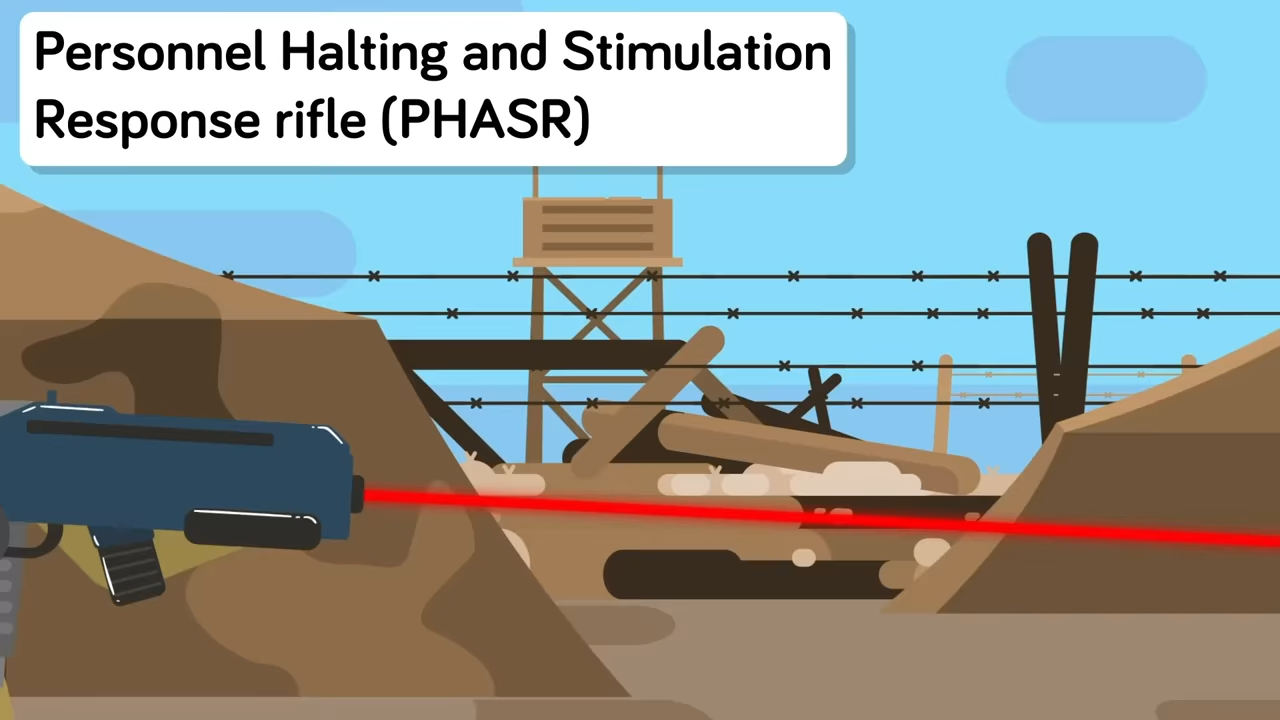 Personnel Halting and Stimulation
Response rifle (PHASR)